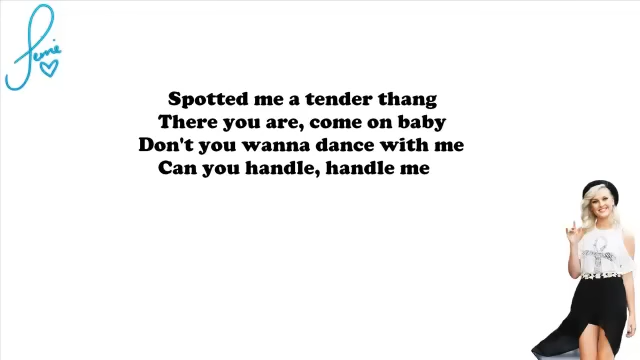 Perrie
Spotted me a tender thang
There you are, come on baby
Don't you wanna dance with me
Can you handle, handle me